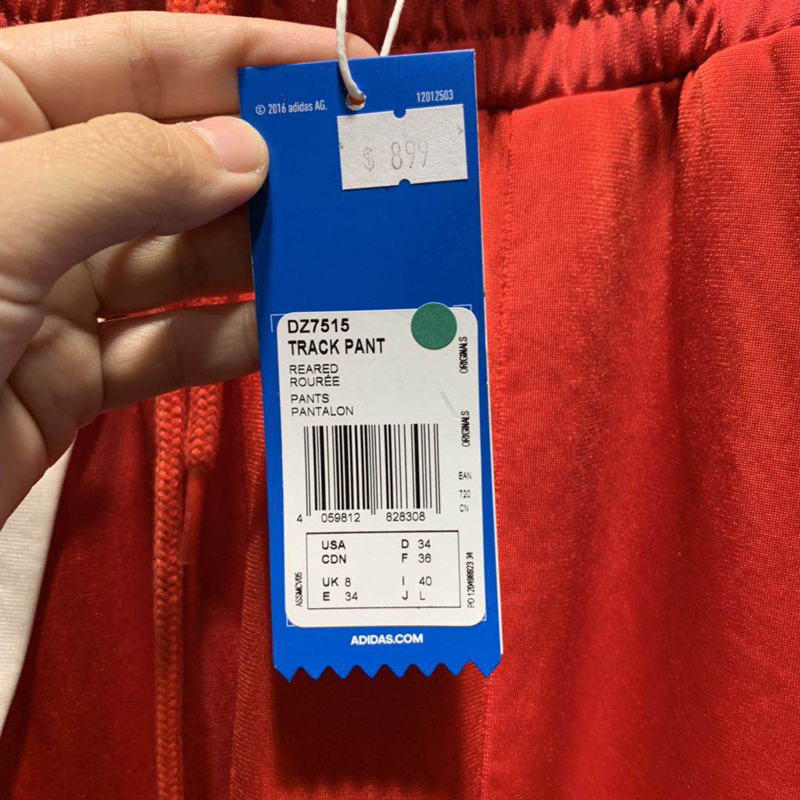 © 2016 adidas AG.
12012503
$ 899
DZ7515
TRACK PANT
REARED
ROURÉE
PANTS
PANTALON
ORIGINALS
ORIGINALS
EAN
720
CN
4 059812 828308
USA D 34
CDN F 36
UK 8 I 40
E 34 J L
ASSMCV05
ADIDAS.COM